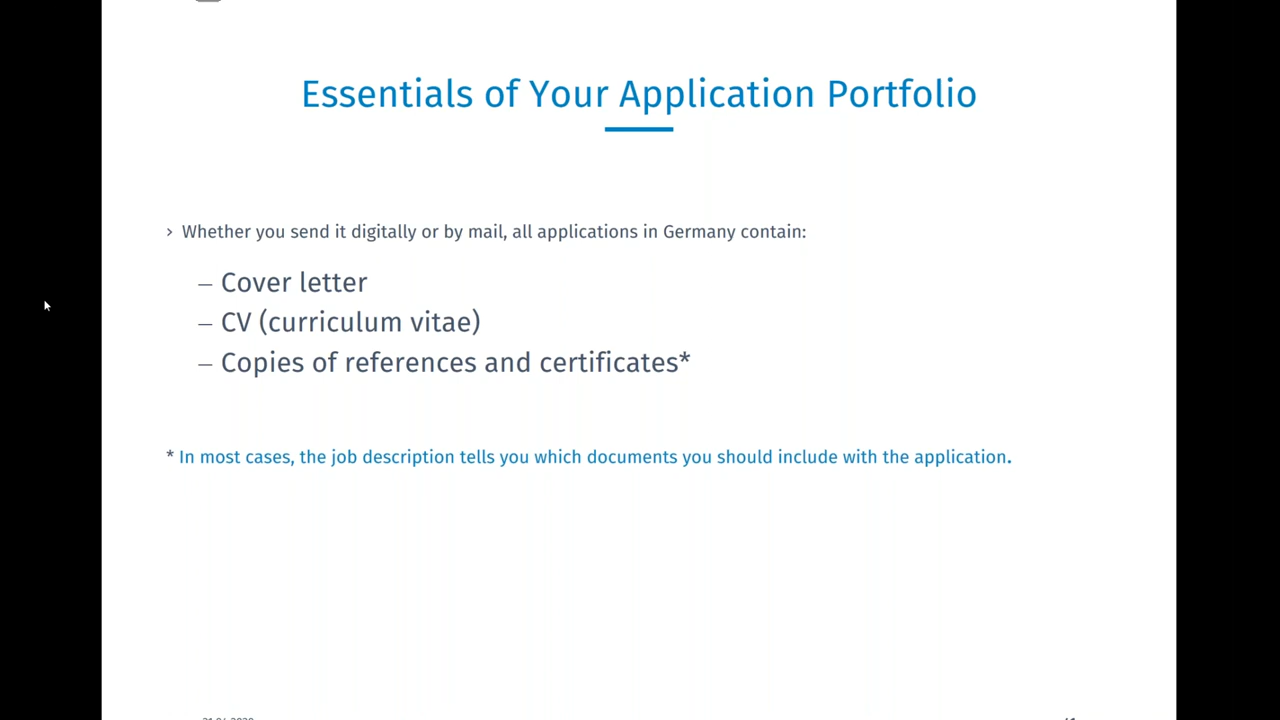 Essentials of Your Application Portfolio
› Whether you send it digitally or by mail, all applications in Germany contain:
– Cover letter
– CV (curriculum vitae)
– Copies of references and certificates*
* In most cases, the job description tells you which documents you should include with the application.